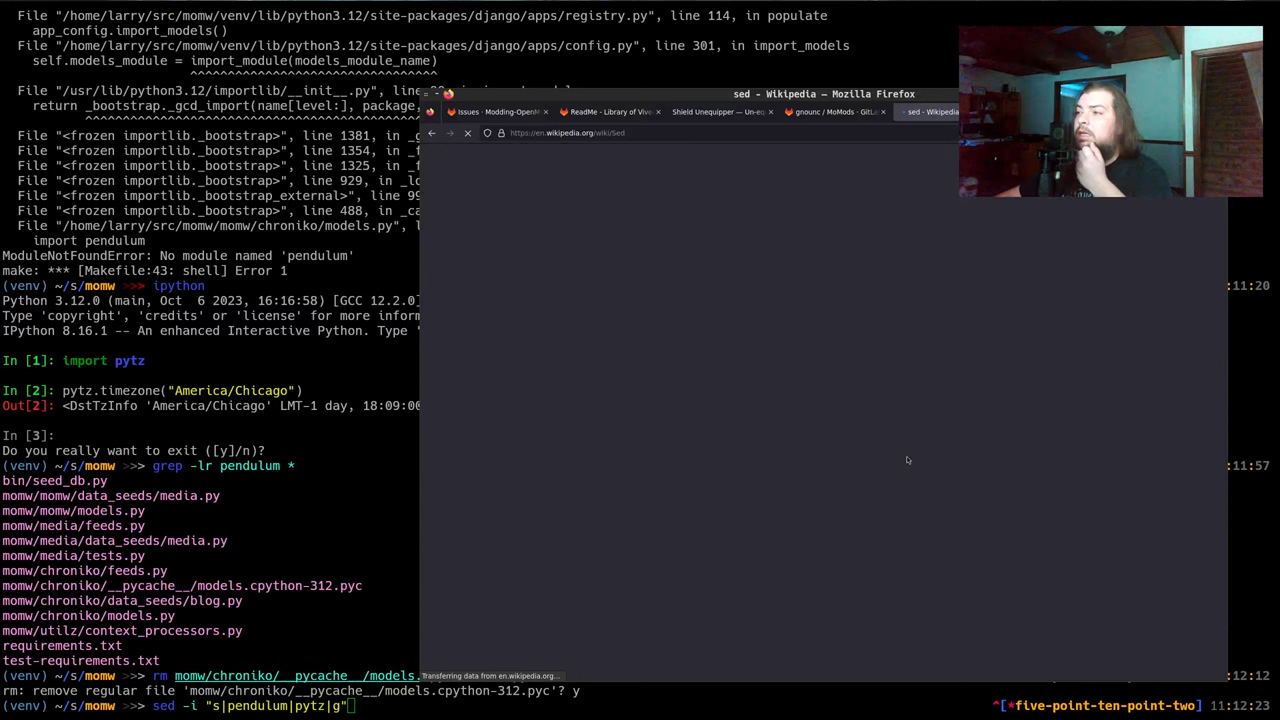 File "/home/larry/src/momw/venv/lib/python3.12/site-packages/django/apps/registry.py", line 114, in populate
app_config.import_models()
File "/home/larry/src/momw/venv/lib/python3.12/site-packages/django/apps/config.py", line 301, in import_models
self.models_module = import_module(models_module_name)
^^^^^^^^^^^^^^^^^^^^^^^^^^^^^^^^^
File "/usr/lib/python3.12/importlib/__init__.py",
return _bootstrap._gcd_import(name[level:], package,
sed - Wikipedia — Mozilla Firefox
Issues · Modding-OpenM
ReadMe - Library of Vive
Shield Unequipper — Un-eq
gnounc / MoMods · GitLa
sed - Wikipedia
https://en.wikipedia.org/wiki/Sed
File "<frozen importlib._bootstrap>", line 1381, in _g
File "<frozen importlib._bootstrap>", line 1354, in _f
File "<frozen importlib._bootstrap>", line 1325, in _f
File "<frozen importlib._bootstrap>", line 929, in _lo
File "<frozen importlib._bootstrap_external>", line 99
File "<frozen importlib._bootstrap>", line 488, in _ca
File "/home/larry/src/momw/momw/chroniko/models.py", l
import pendulum
ModuleNotFoundError: No module named 'pendulum'
make: *** [Makefile:43: shell] Error 1
(venv) ~/s/momw >>> ipython :11:20
Python 3.12.0 (main, Oct  6 2023, 16:16:58) [GCC 12.2.0]
Type 'copyright', 'credits' or 'license' for more inform
IPython 8.16.1 -- An enhanced Interactive Python. Type '
In [1]: import pytz
In [2]: pytz.timezone("America/Chicago")
Out[2]: <DstTzInfo 'America/Chicago' LMT-1 day, 18:09:00
In [3]:
Do you really want to exit ([y]/n)?
(venv) ~/s/momw >>> grep -lr pendulum * :11:57
bin/seed_db.py
momw/momw/data_seeds/media.py
momw/momw/models.py
momw/media/feeds.py
momw/media/data_seeds/media.py
momw/media/tests.py
momw/chroniko/feeds.py
momw/chroniko/__pycache__/models.cpython-312.pyc
momw/chroniko/data_seeds/blog.py
momw/chroniko/models.py
momw/utilz/context_processors.py
requirements.txt
test-requirements.txt
Transferring data from en.wikipedia.org...
(venv) ~/s/momw >>> rm momw/chroniko/__pycache__/models. :12:12
rm: remove regular file 'momw/chroniko/__pycache__/models.cpython-312.pyc'? y
(venv) ~/s/momw >>> sed -i "s|pendulum|pytz|g" ^[*five-point-ten-point-two] 11:12:23